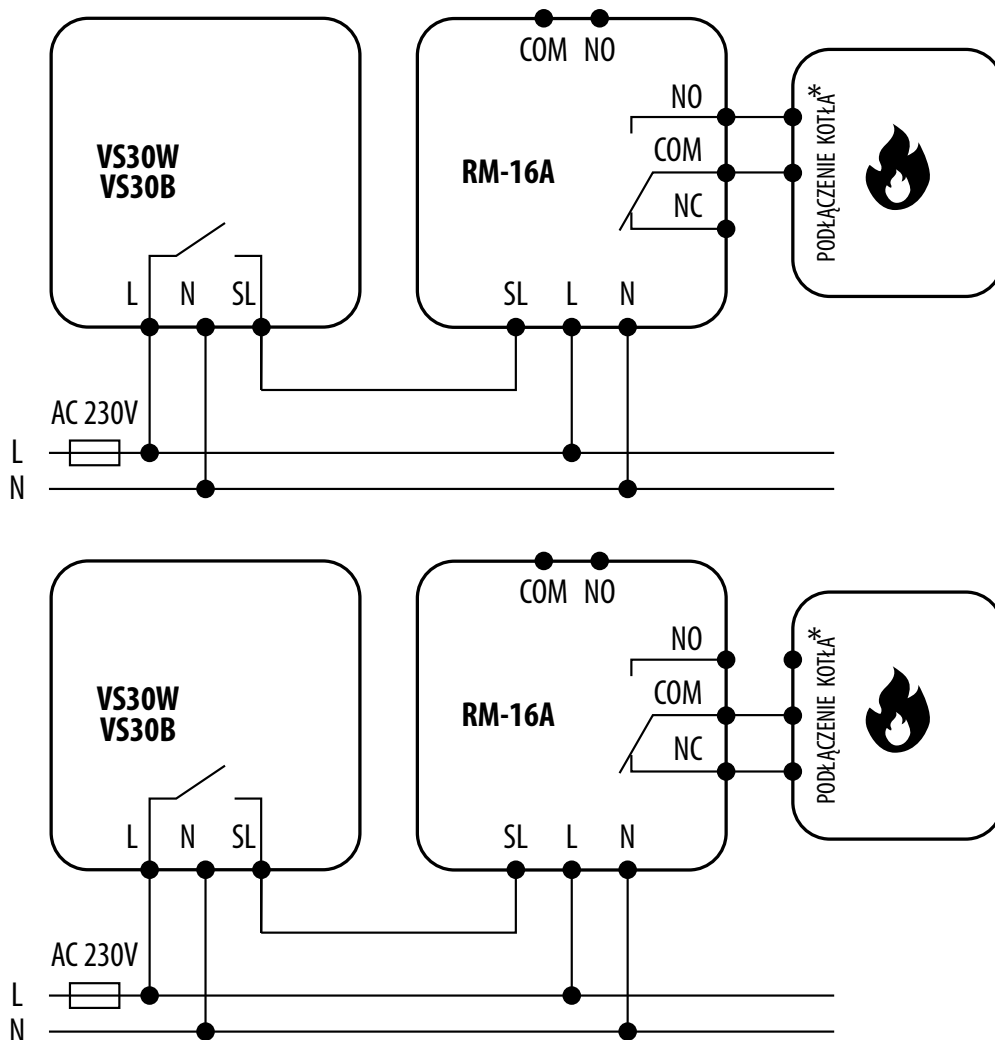 COM NO
NO
VS30W
VS30B
RM-16A
COM
NC
PODŁĄCZENIE KOTŁA*
L N SL
SL L N
AC 230V
L
N
COM NO
NO
VS30W
VS30B
RM-16A
COM
NC
PODŁĄCZENIE KOTŁA*
L N SL
SL L N
AC 230V
L
N